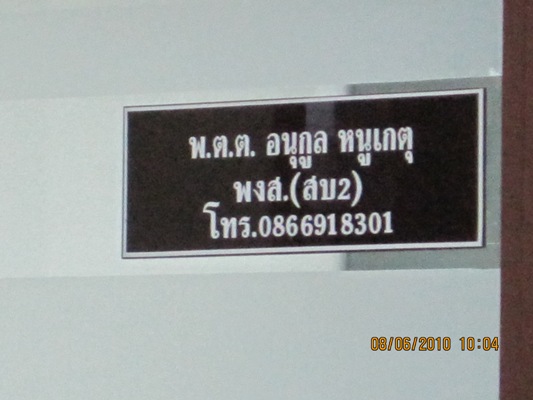 พ.ต.ต. อนุกูล หนูเกตุ
พงส.(สบ2)
โทร.0866918301
08/06/2010 10:04